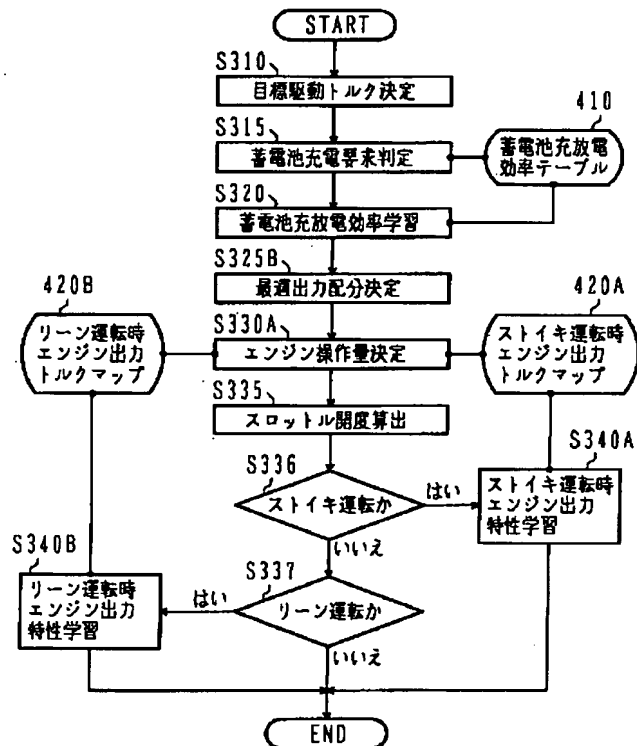 START
S310
目標駆動トルク決定
S315
蓄電池充電要求判定
410
蓄電池充放電
効率テーブル
S320
蓄電池充放電効率学習
S325B
最適出力配分決定
420B
リーン運転時
エンジン出力
トルクマップ
S330A
エンジン操作量決定
420A
ストイキ運転時
エンジン出力
トルクマップ
S335
スロットル開度算出
S336
ストイキ運転か
はい
いいえ
S340A
ストイキ運転時
エンジン出力
特性学習
S337
リーン運転か
はい
いいえ
S340B
リーン運転時
エンジン出力
特性学習
END